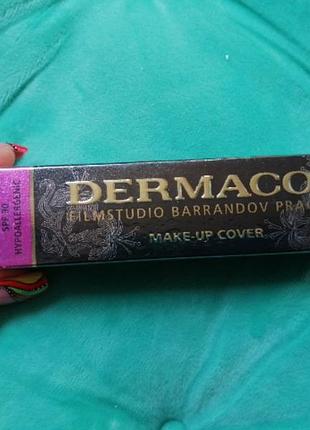 SPF 30
HYPOALLERGENIC
DERMACO
FILMSTUDIO BARRANDOV PRA
MAKE-UP COVER